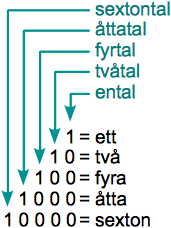 sextontal
åttatal
fyrtal
tvåtal
ental
1 = ett
1 0 = två
1 0 0 = fyra
1 0 0 0 = åtta
1 0 0 0 0 = sexton